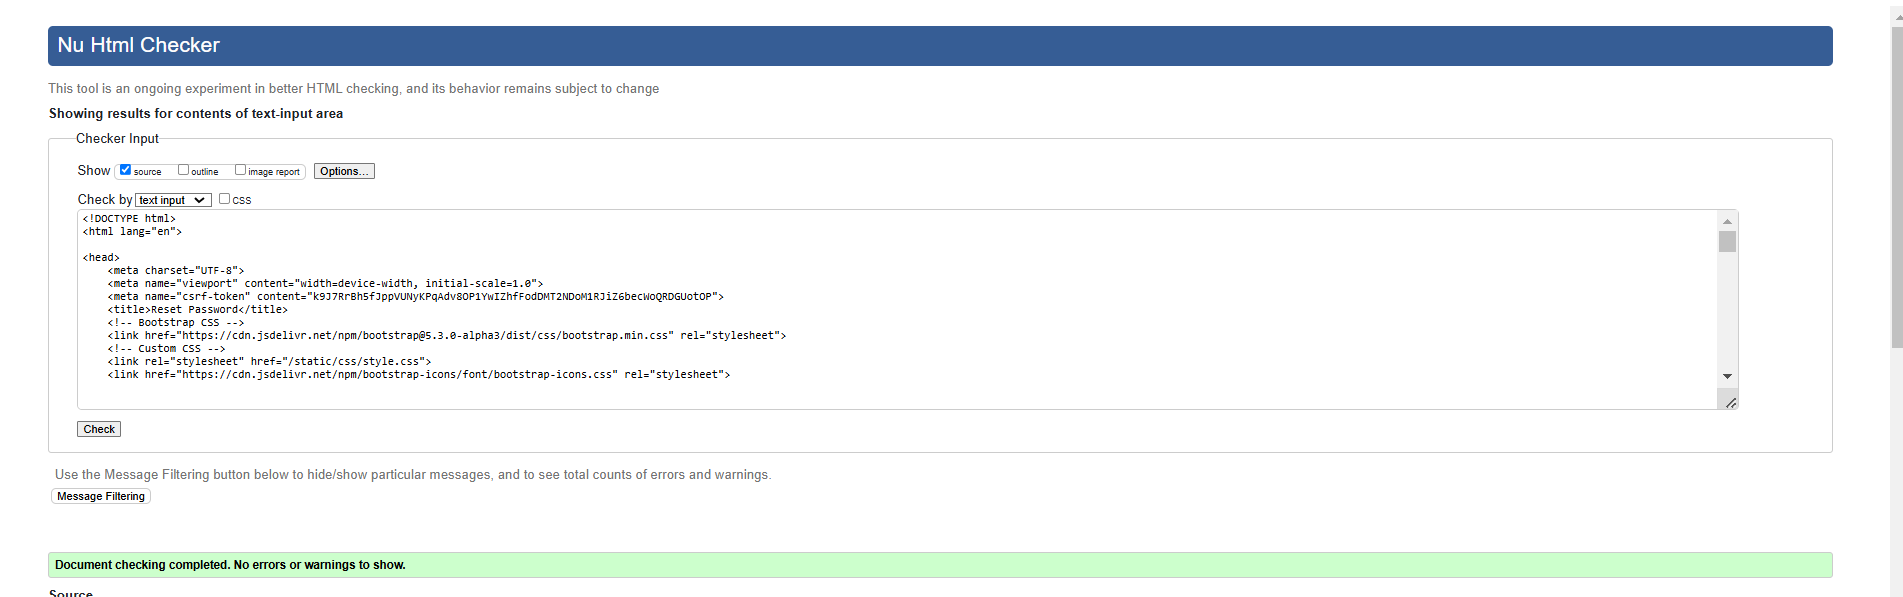 Nu Html Checker
This tool is an ongoing experiment in better HTML checking, and its behavior remains subject to change
Showing results for contents of text-input area
Checker Input
Show source outline image report Options...
Check by text input css
<!DOCTYPE html>
<html lang="en">
<head>
<meta charset="UTF-8">
<meta name="viewport" content="width=device-width, initial-scale=1.0">
<meta name="csrf-token" content="k9J7RrBh5fJppVUNyKPqAdv8OP1YwIZhfFodDMT2NDoM1RJiZ6becWoQRDGUotOP">
<title>Reset Password</title>
<!-- Bootstrap CSS -->
<link href="https://cdn.jsdelivr.net/npm/bootstrap@5.3.0-alpha3/dist/css/bootstrap.min.css" rel="stylesheet">
<!-- Custom CSS -->
<link rel="stylesheet" href="/static/css/style.css">
<link href="https://cdn.jsdelivr.net/npm/bootstrap-icons/font/bootstrap-icons.css" rel="stylesheet">
Check
Use the Message Filtering button below to hide/show particular messages, and to see total counts of errors and warnings.
Message Filtering
Document checking completed. No errors or warnings to show.
Source